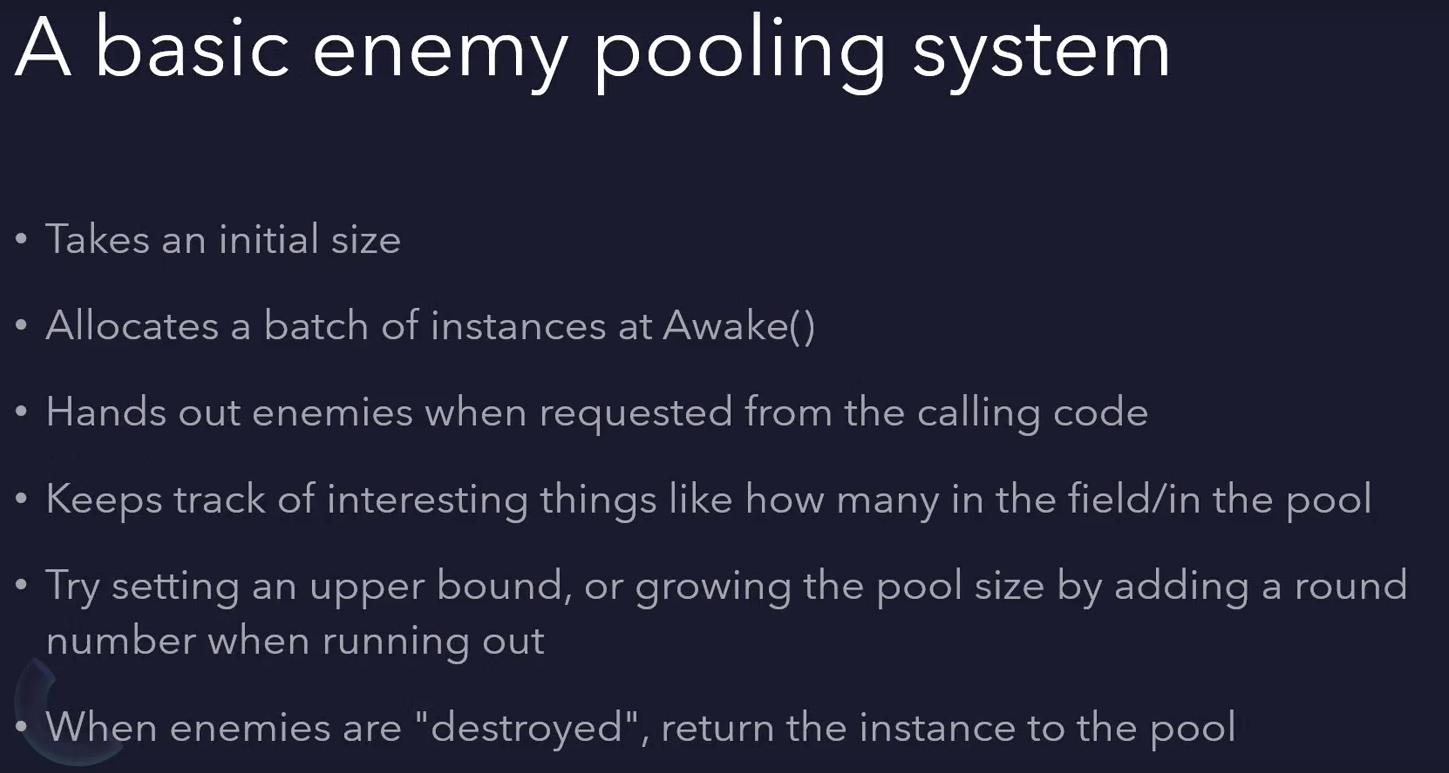 A basic enemy pooling system
• Takes an initial size
• Allocates a batch of instances at Awake()
• Hands out enemies when requested from the calling code
• Keeps track of interesting things like how many in the field/in the pool
• Try setting an upper bound, or growing the pool size by adding a round
number when running out
• When enemies are "destroyed", return the instance to the pool